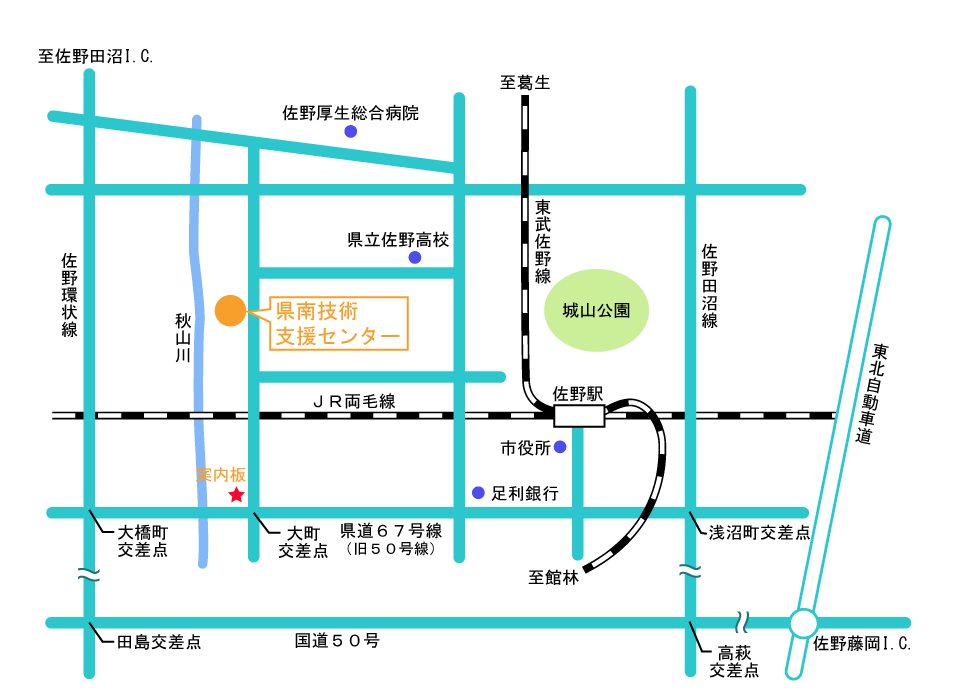 至佐野田沼I.C.
至葛生
佐野厚生総合病院
東武佐野線
県立佐野高校
佐野環状線
佐野田沼線
秋山川
県南技術
支援センター
城山公園
東北自動車道
佐野駅
JR両毛線
市役所
案内板
足利銀行
大橋町
交差点
大町
交差点
県道67号線
(旧50号線)
浅沼町交差点
至館林
田島交差点
国道50号
高萩
交差点
佐野藤岡I.C.